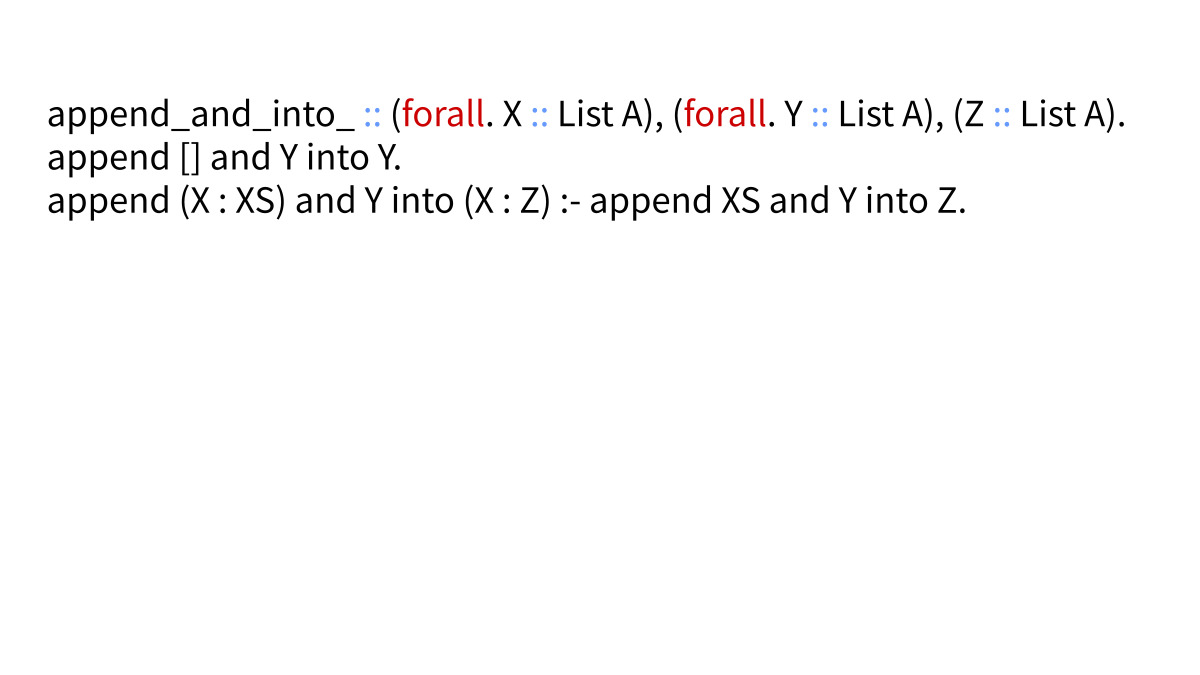 append_and_into_ :: (forall. X :: List A), (forall. Y :: List A), (Z :: List A).
append [] and Y into Y.
append (X : XS) and Y into (X : Z) :- append XS and Y into Z.